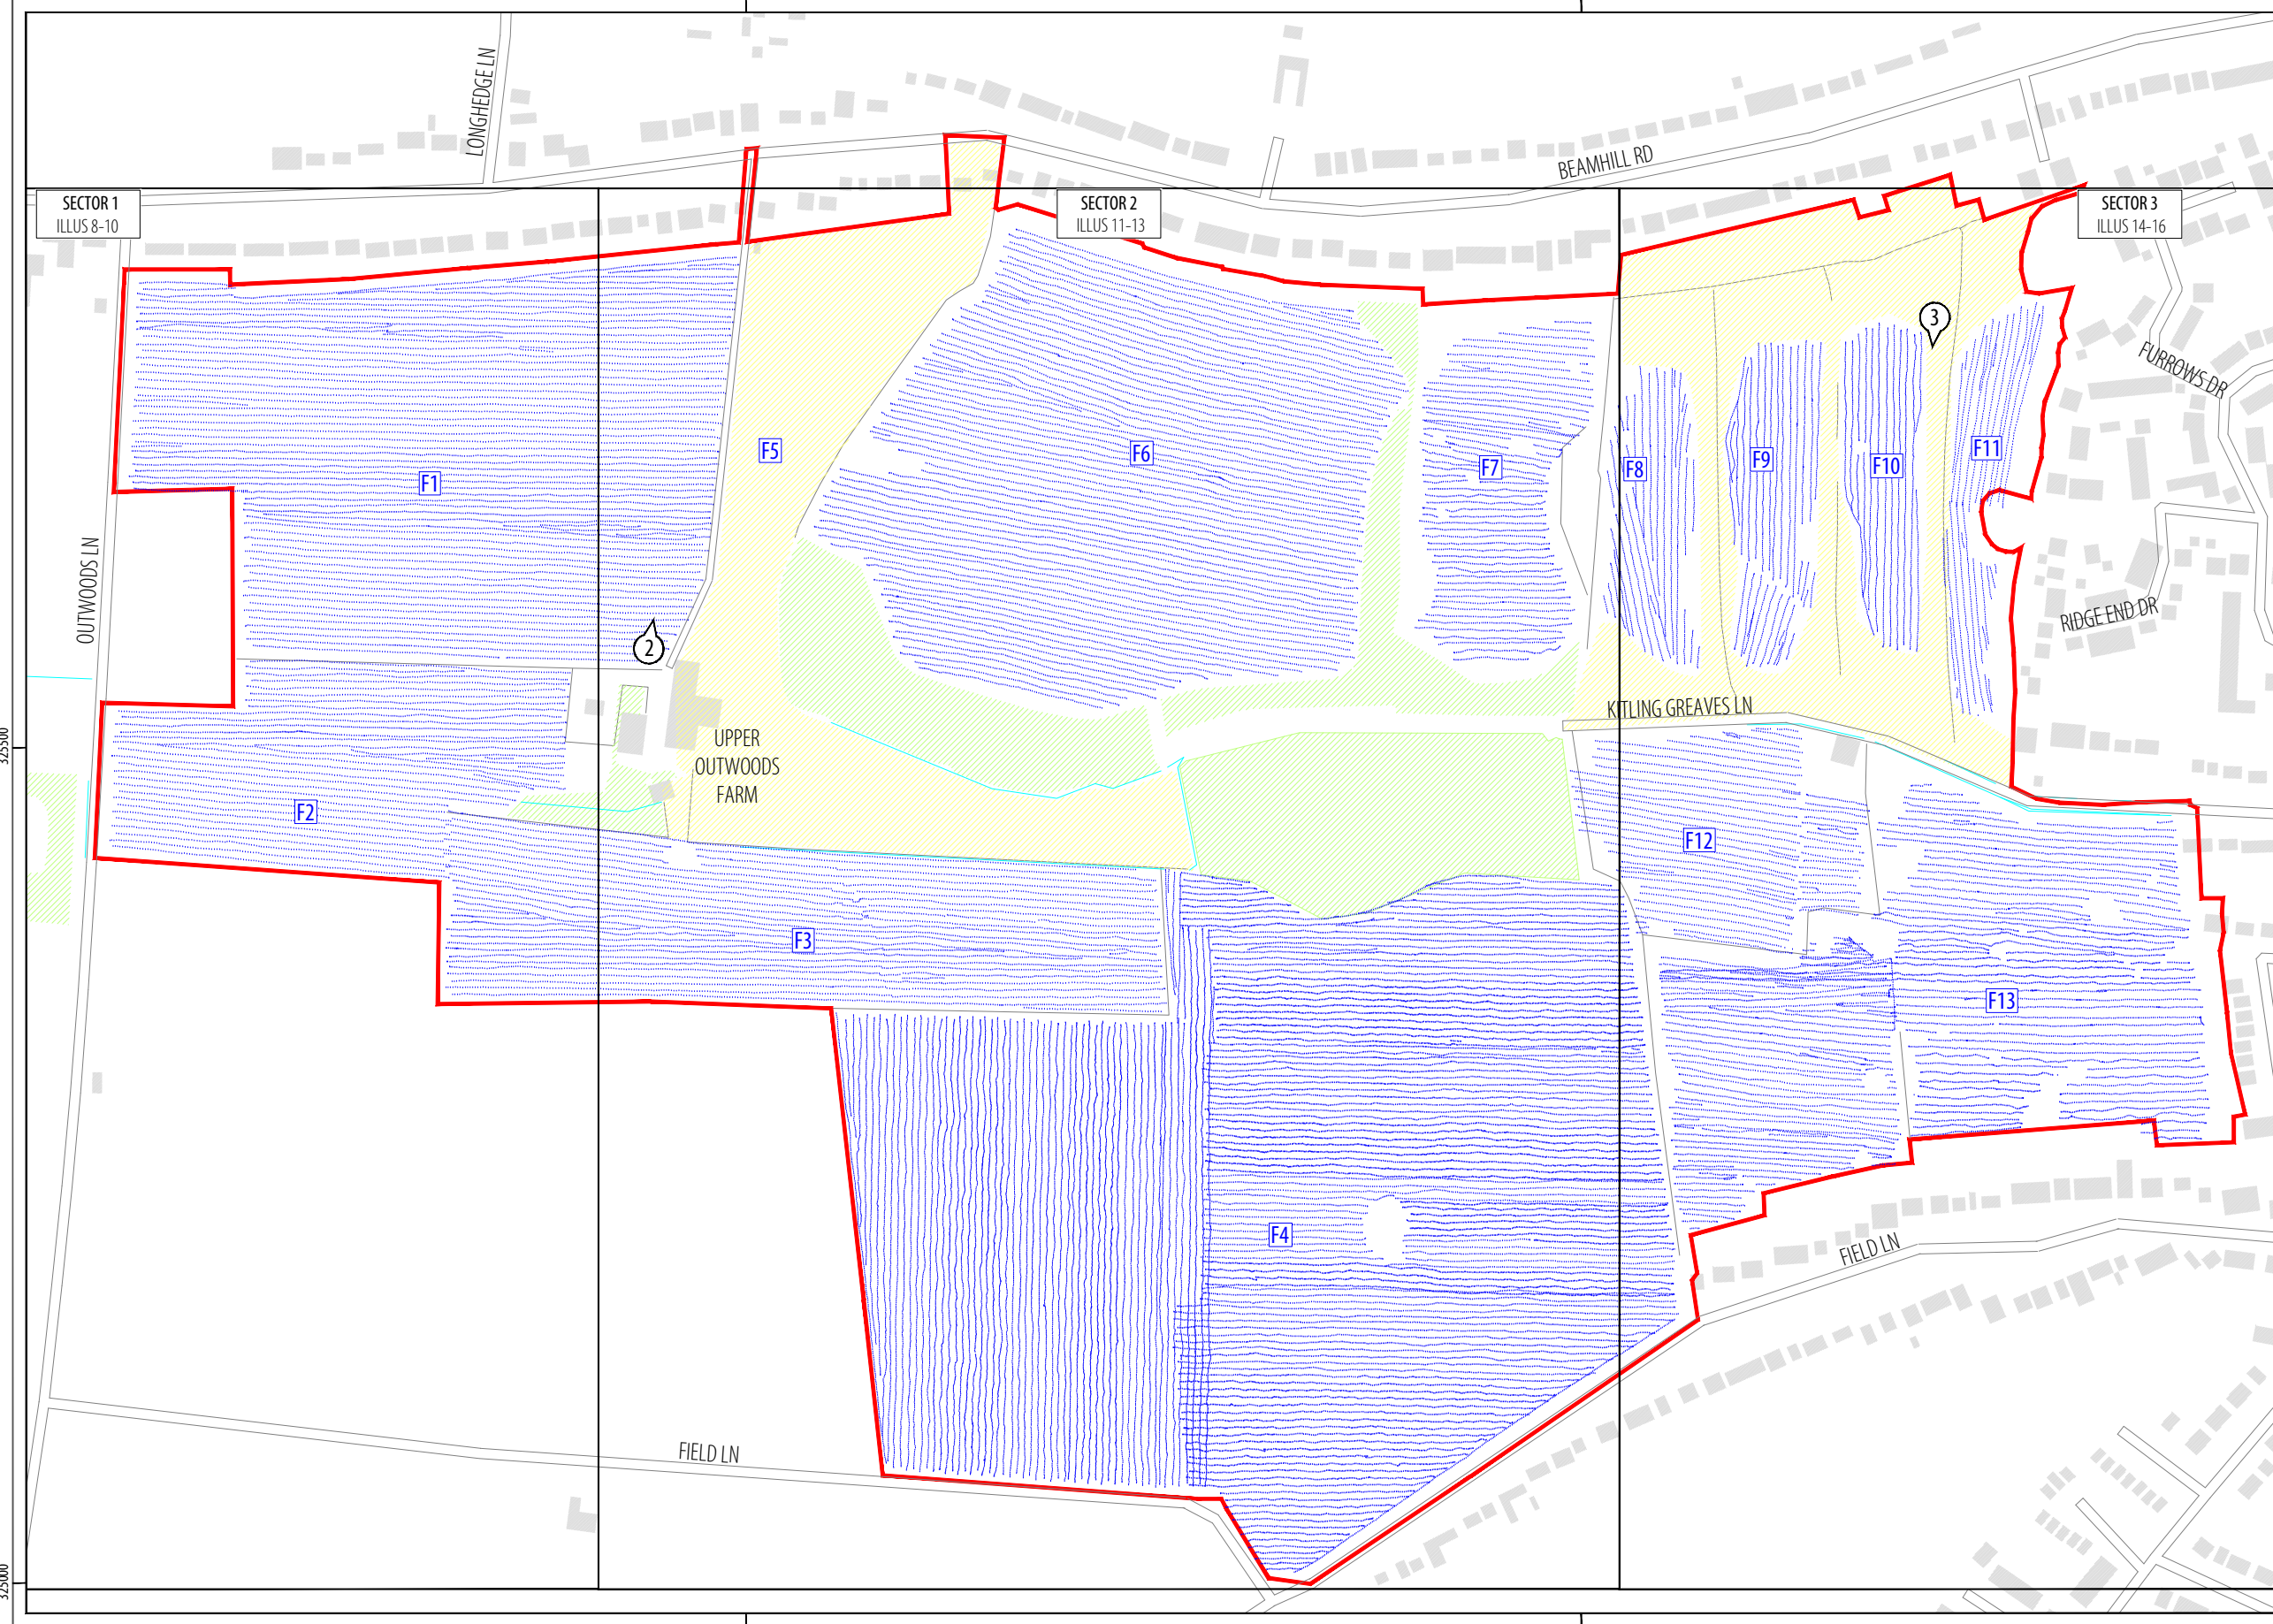 LONGHEDGE LN
BEAMHILL RD
SECTOR 1
ILLUS 8-10
SECTOR 2
ILLUS 11-13
SECTOR 3
ILLUS 14-16
3
FURROWS DR
F5
F6
F11
F1
F7
F8
F9
F10
OUTWOODS LN
2
RIDGE END DR
KITLING GREAVES LN
325500
UPPER
OUTWOODS
FARM
F2
F12
F3
F13
F4
FIELD LN
FIELD LN
325000